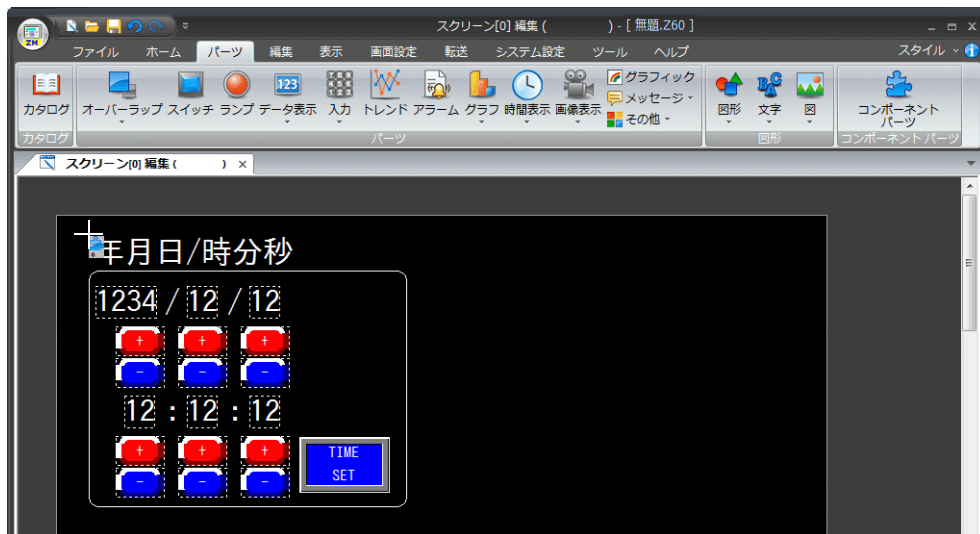 スクリーン[0] 編集 ( ) - [ 無題.Z60 ]
ZM
ファイル ホーム パーツ 編集 表示 画面設定 転送 システム設定 ツール ヘルプ スタイル
カタログ オーバーラップ スイッチ ランプ データ表示 入力 トレンド アラーム グラフ 時間表示 画像表示
グラフィック
メッセージ
その他
図形 文字 図 コンポーネント
パーツ
カタログ パーツ 図形 コンポーネントパーツ
スクリーン[0] 編集 ( ) ×
年月日/時分秒
1234 / 12 / 12
+ + +
- - -
12 : 12 : 12
+ + +
- - -
TIME
SET